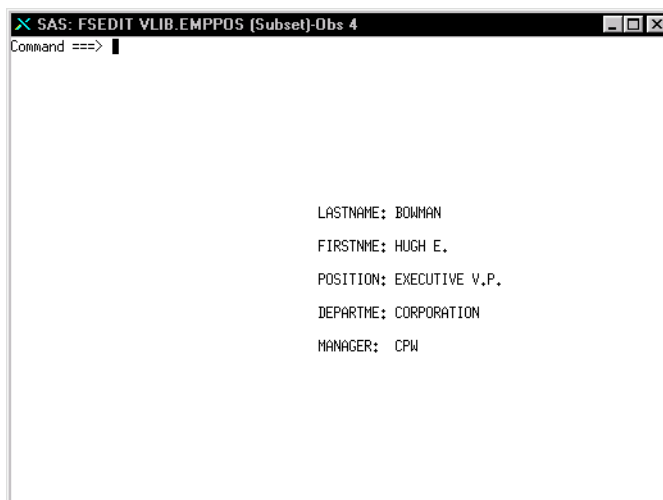 SAS: FSEDIT VLIB.EMPPOS (Subset)-Obs 4
Command ===>
LASTNAME: BOWMAN
FIRSTNME: HUGH E.
POSITION: EXECUTIVE V.P.
DEPARTME: CORPORATION
MANAGER: CPW